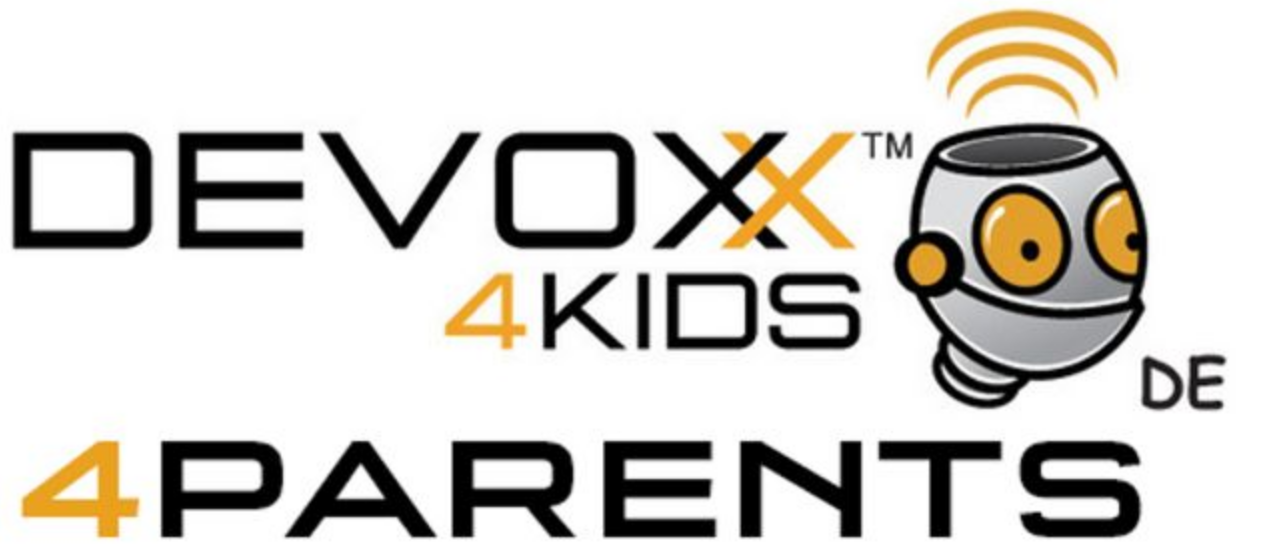 DEVOXX™
4KIDS
DE
4PARENTS